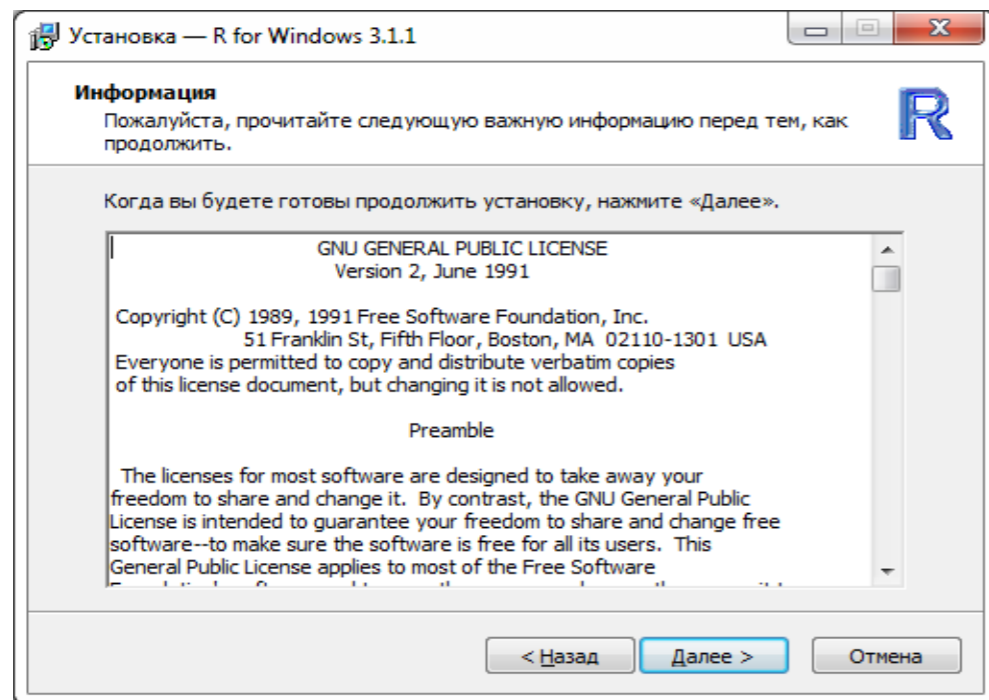 Установка — R for Windows 3.1.1
Информация
Пожалуйста, прочитайте следующую важную информацию перед тем, как
продолжить.
R
Когда вы будете готовы продолжить установку, нажмите «Далее».
GNU GENERAL PUBLIC LICENSE
Version 2, June 1991
Copyright (C) 1989, 1991 Free Software Foundation, Inc.
51 Franklin St, Fifth Floor, Boston, MA 02110-1301 USA
Everyone is permitted to copy and distribute verbatim copies
of this license document, but changing it is not allowed.
Preamble
The licenses for most software are designed to take away your
freedom to share and change it. By contrast, the GNU General Public
License is intended to guarantee your freedom to share and change free
software--to make sure the software is free for all its users. This
General Public License applies to most of the Free Software
< Назад Далее > Отмена